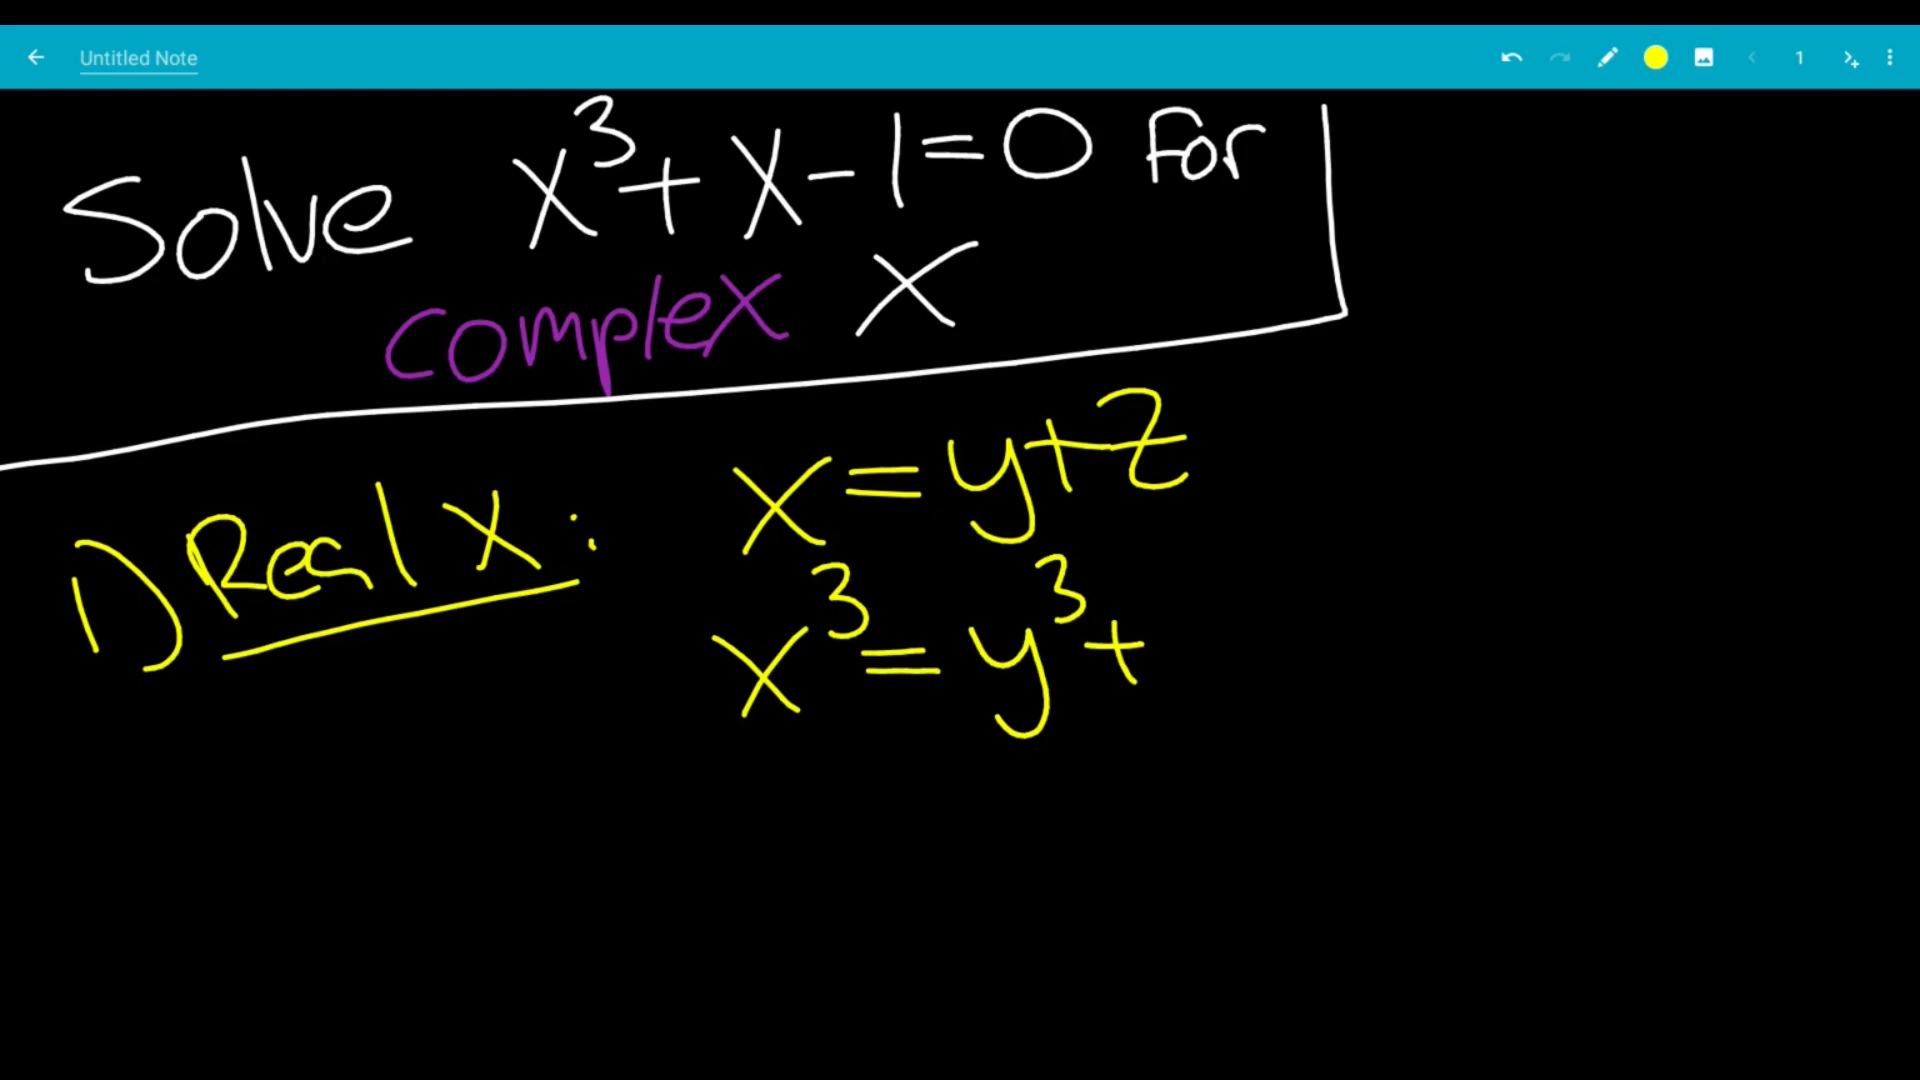 Untitled Note
1
Solve x³+x-1=0 for
complex x
1) Real x: x=y+z
x³=y³+